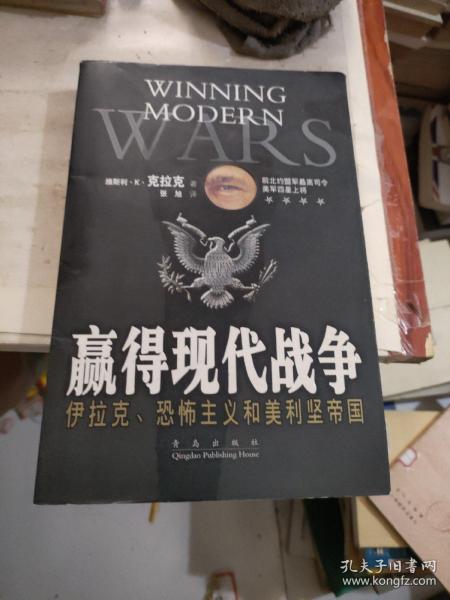 WINNING
MODERN
WARS
维斯利·K·克拉克 著
张旭 译
前北约盟军最高司令
美军四星上将
赢得现代战争
伊拉克、恐怖主义和美利坚帝国
青岛出版社
Qingdao Publishing House
孔夫子旧书网
www.kongfz.com